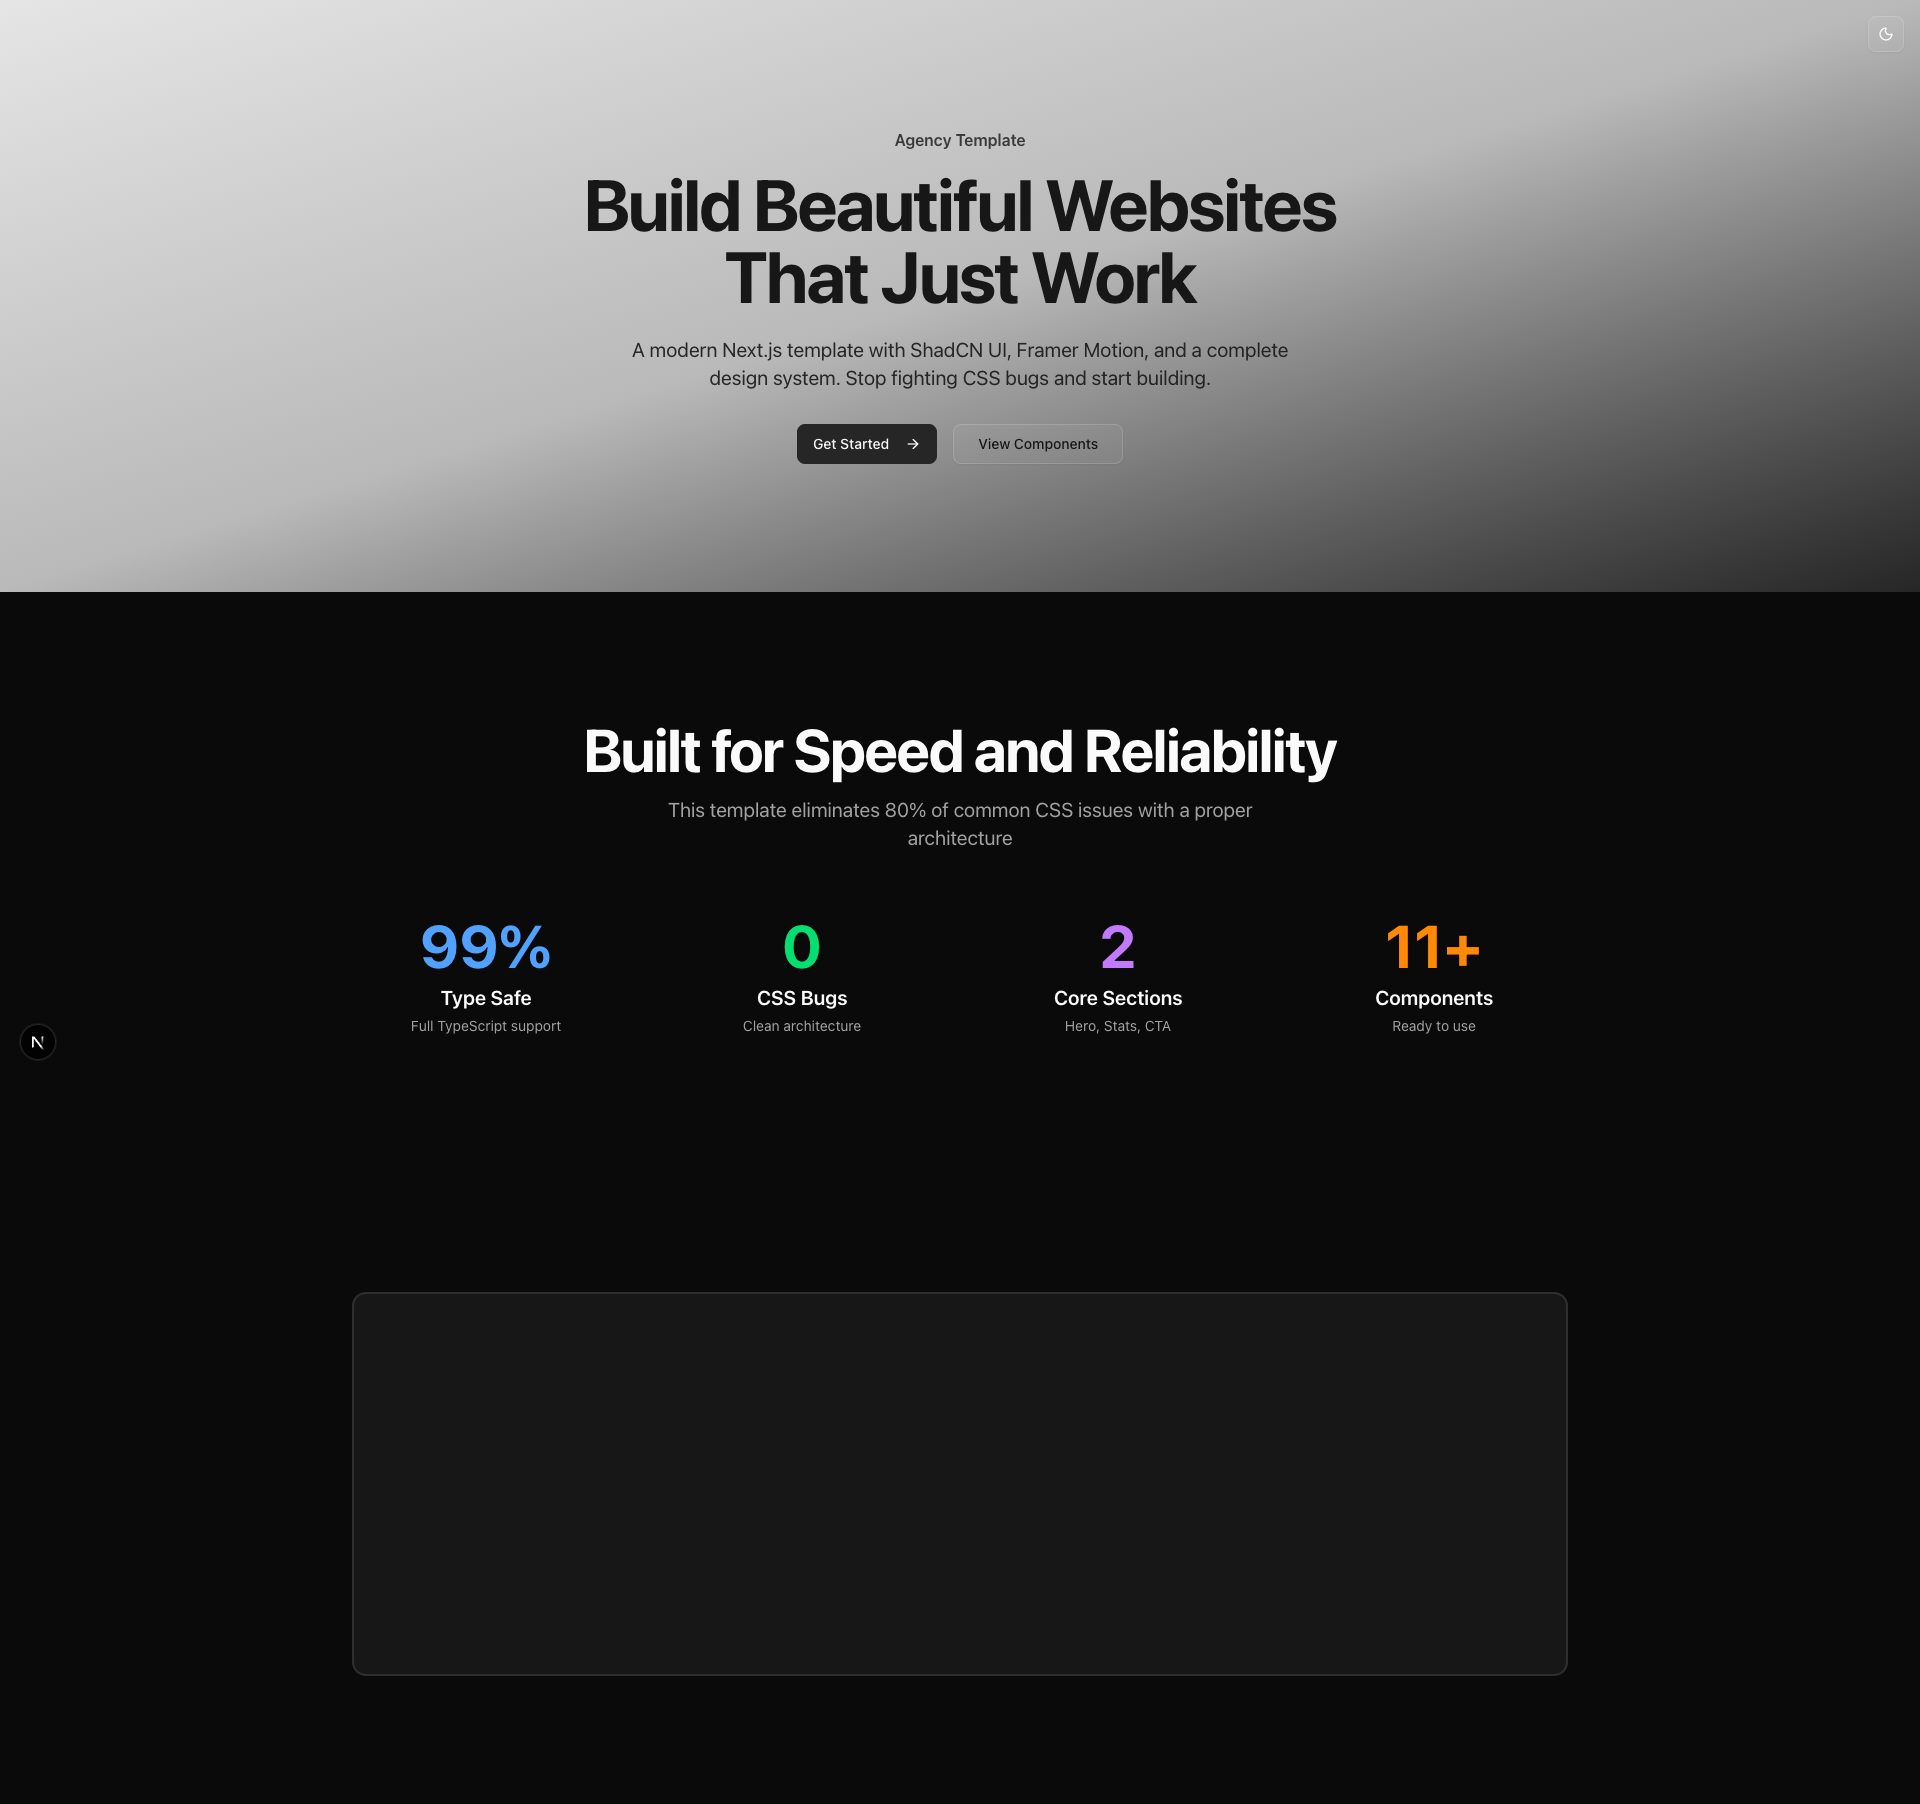 Agency Template
Build Beautiful Websites
That Just Work
A modern Next.js template with ShadCN UI, Framer Motion, and a complete
design system. Stop fighting CSS bugs and start building.
Get Started
View Components
Built for Speed and Reliability
This template eliminates 80% of common CSS issues with a proper
architecture
99%
Type Safe
Full TypeScript support
0
CSS Bugs
Clean architecture
2
Core Sections
Hero, Stats, CTA
11+
Components
Ready to use
N